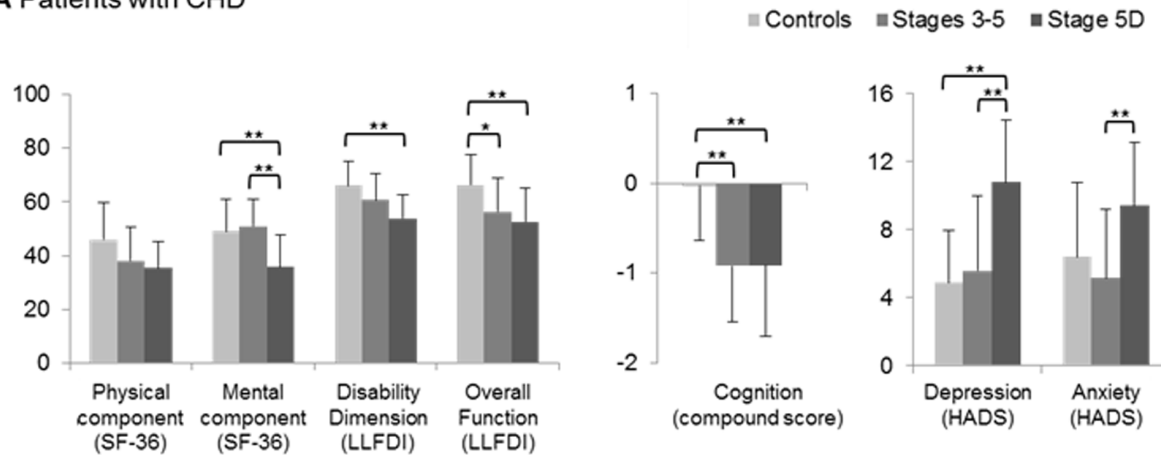 A Patients with CHD
Controls Stages 3-5 Stage 5D
100
80
60
40
20
0
** ** ** ** *
Physical component (SF-36)
Mental component (SF-36)
Disability Dimension (LLFDI)
Overall Function (LLFDI)
1
0
-1
-2
** **
Cognition
(compound score)
16
12
8
4
0
** ** **
Depression (HADS)
Anxiety (HADS)